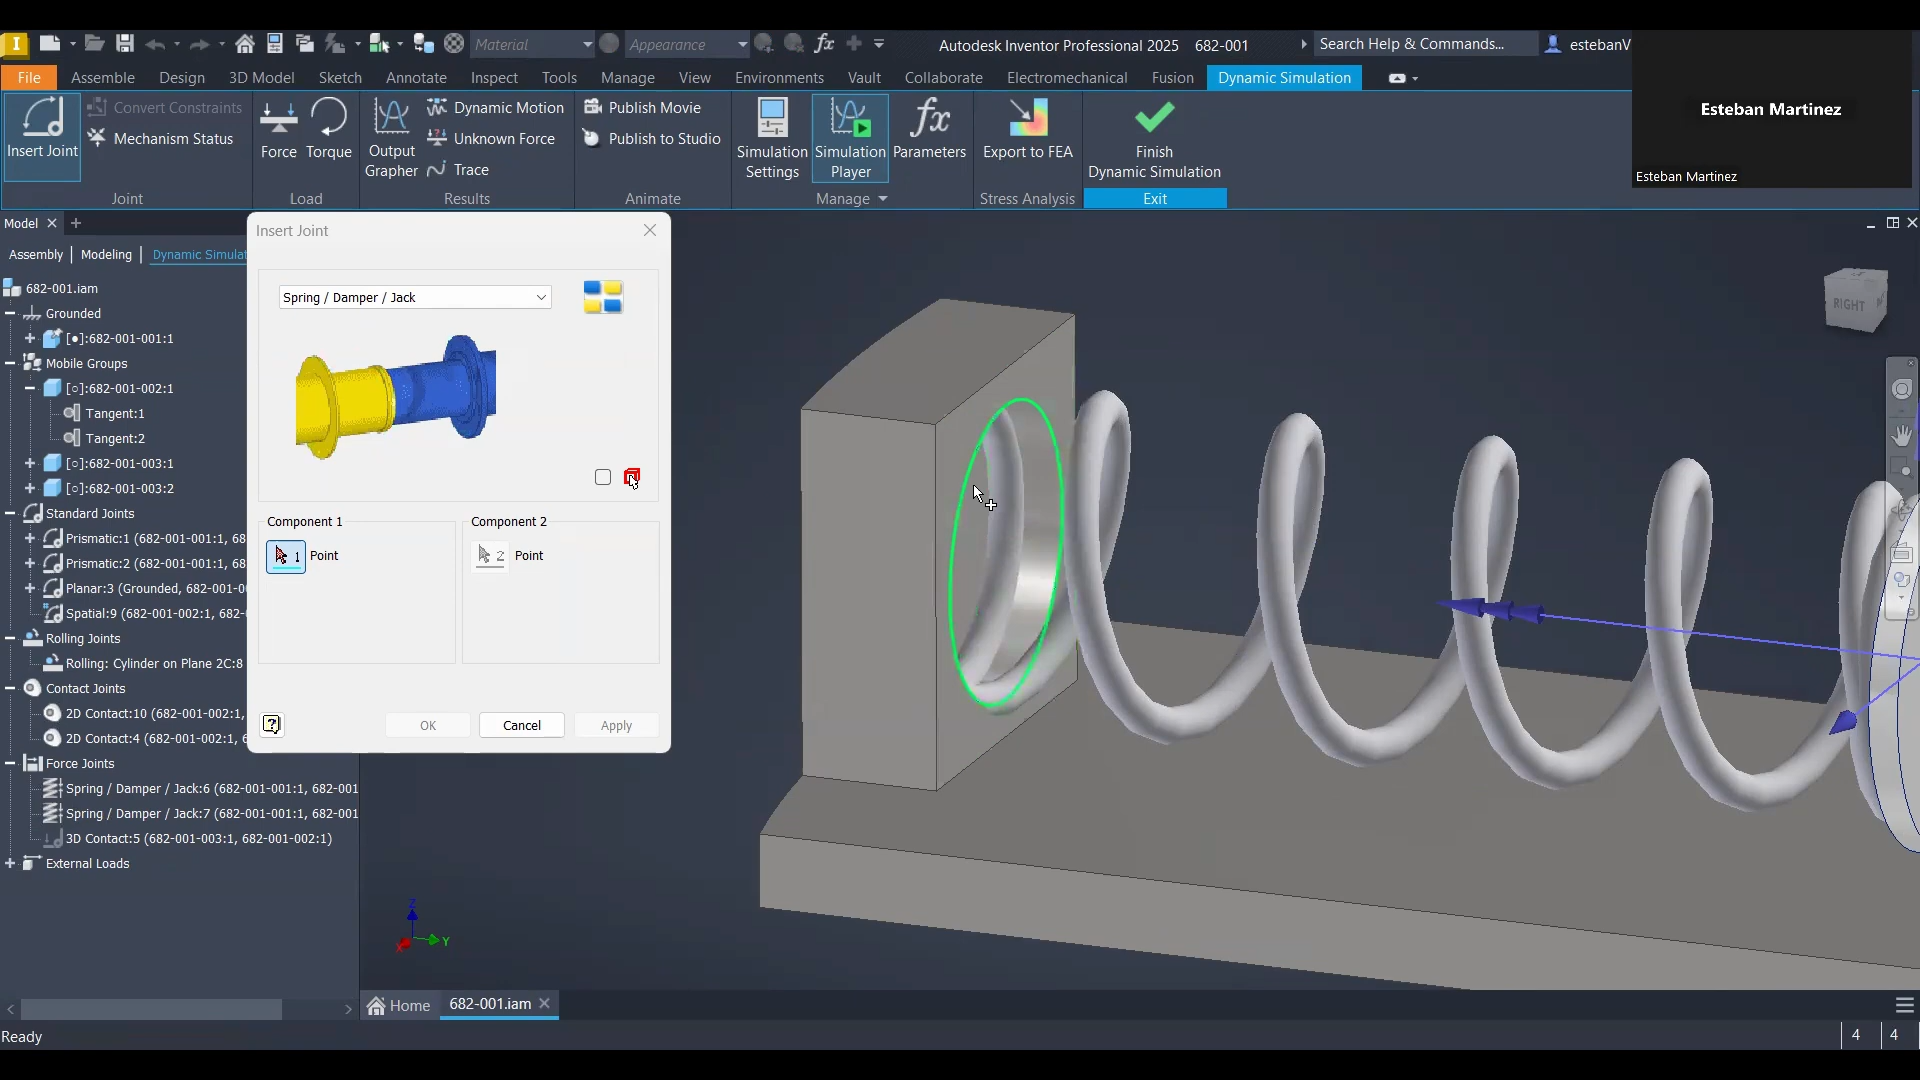 I
Material
Appearance
fx
Autodesk Inventor Professional 2025 682-001
Search Help & Commands...
estebanV
File Assemble Design 3D Model Sketch Annotate Inspect Tools Manage View Environments Vault Collaborate Electromechanical Fusion Dynamic Simulation
Esteban Martinez
Esteban Martinez
Insert Joint
Convert Constraints
Mechanism Status
Joint
Force
Torque
Load
Output
Grapher
Dynamic Motion
Unknown Force
Trace
Results
Publish Movie
Publish to Studio
Animate
Simulation
Settings
Simulation
Player
fx
Parameters
Manage
Export to FEA
Stress Analysis
Finish
Dynamic Simulation
Exit
Model
Assembly Modeling Dynamic Simulat
682-001.iam
Grounded
[●]:682-001-001:1
Mobile Groups
[○]:682-001-002:1
Tangent:1
Tangent:2
[○]:682-001-003:1
[○]:682-001-003:2
Standard Joints
Prismatic:1 (682-001-001:1, 68
Prismatic:2 (682-001-001:1, 68
Planar:3 (Grounded, 682-001-0
Spatial:9 (682-001-002:1, 682-
Rolling Joints
Rolling: Cylinder on Plane 2C:8
Contact Joints
2D Contact:10 (682-001-002:1,
2D Contact:4 (682-001-002:1, 6
Force Joints
Spring / Damper / Jack:6 (682-001-001:1, 682-001
Spring / Damper / Jack:7 (682-001-001:1, 682-001
3D Contact:5 (682-001-003:1, 682-001-002:1)
External Loads
Insert Joint
Spring / Damper / Jack
Component 1
1 Point
Component 2
2 Point
?
OK
Cancel
Apply
RIGHT
Z
X
Y
Home
682-001.iam
Ready
4
4